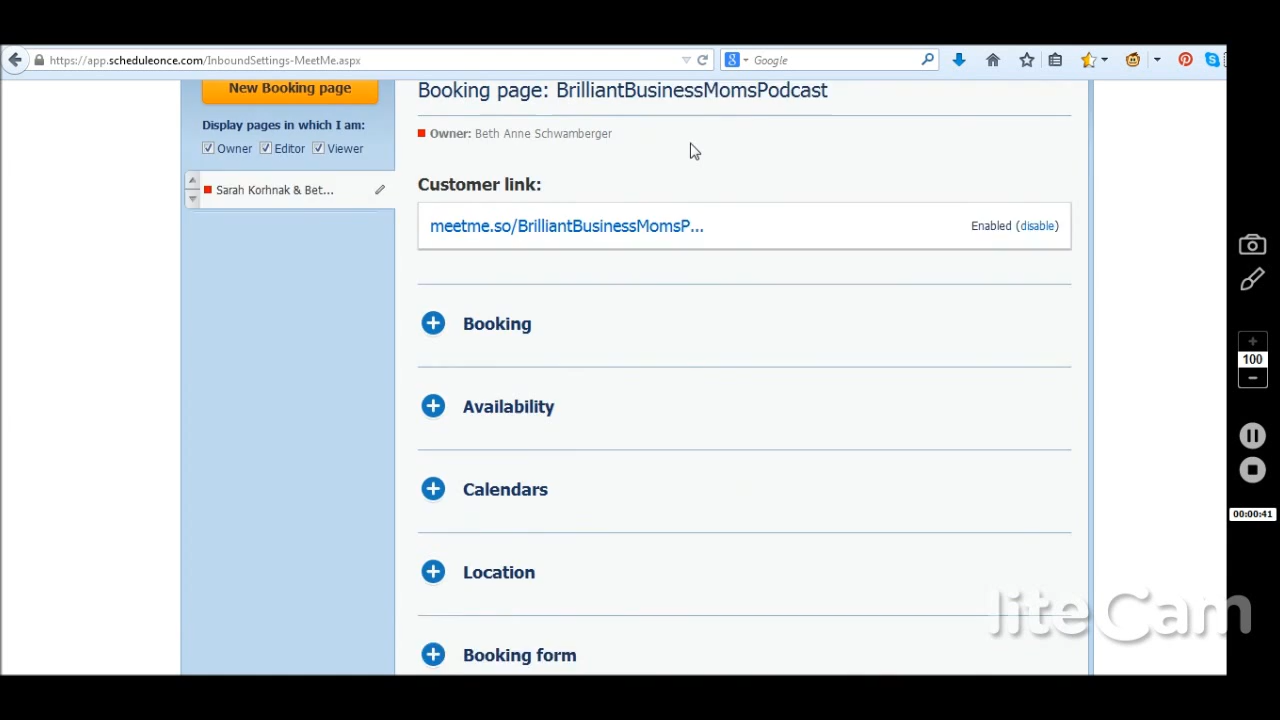 https://app.scheduleonce.com/InboundSettings-MeetMe.aspx
Google
New Booking page
Display pages in which I am:
Owner Editor Viewer
Sarah Korhnak & Bet...
Booking page: BrilliantBusinessMomsPodcast
Owner: Beth Anne Schwamberger
Customer link:
meetme.so/BrilliantBusinessMomsP...
Enabled (disable)
Booking
Availability
Calendars
Location
Booking form
100
00:00:41
liteCam